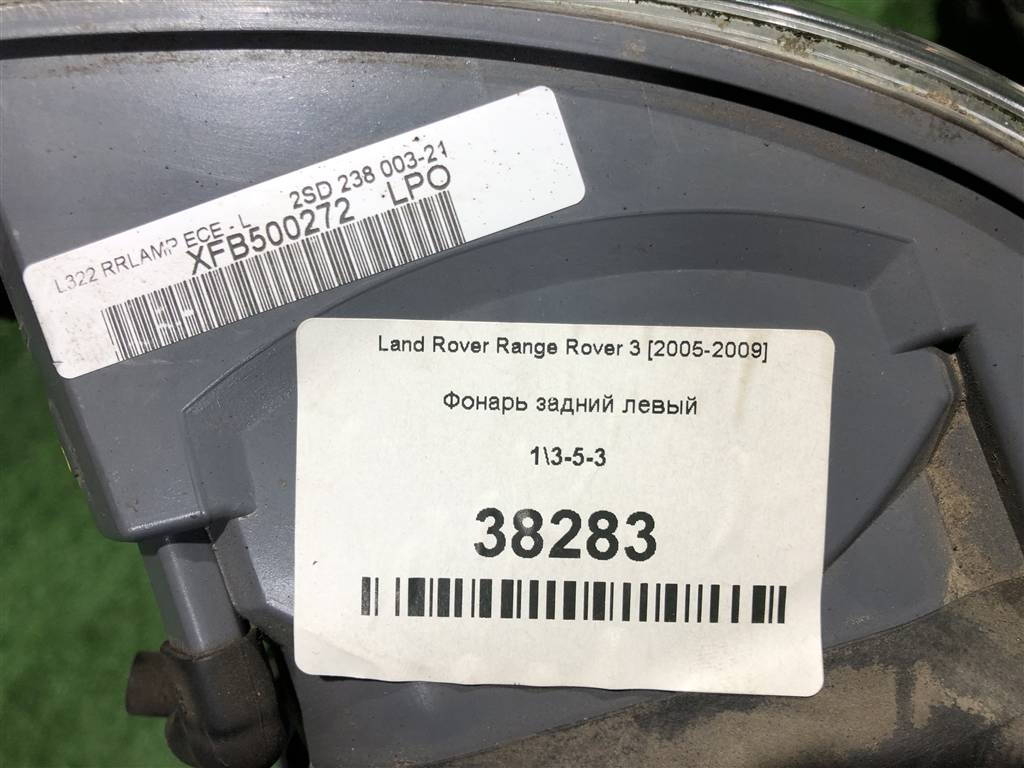 L322 RRLAMP ECE - L 2SD 238 003-21
XFB500272 LPO
Land Rover Range Rover 3 [2005-2009]
Фонарь задний левый
1\3-5-3
38283